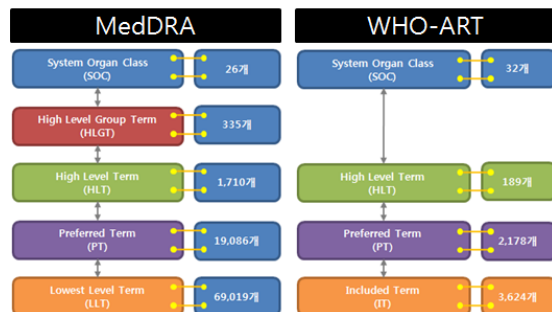 MedDRA
System Organ Class
(SOC)
26개
High Level Group Term
(HLGT)
335개
High Level Term
(HLT)
1,710개
Preferred Term
(PT)
19,086개
Lowest Level Term
(LLT)
69,019개
WHO-ART
System Organ Class
(SOC)
32개
High Level Term
(HLT)
189개
Preferred Term
(PT)
2,178개
Included Term
(IT)
3,624개